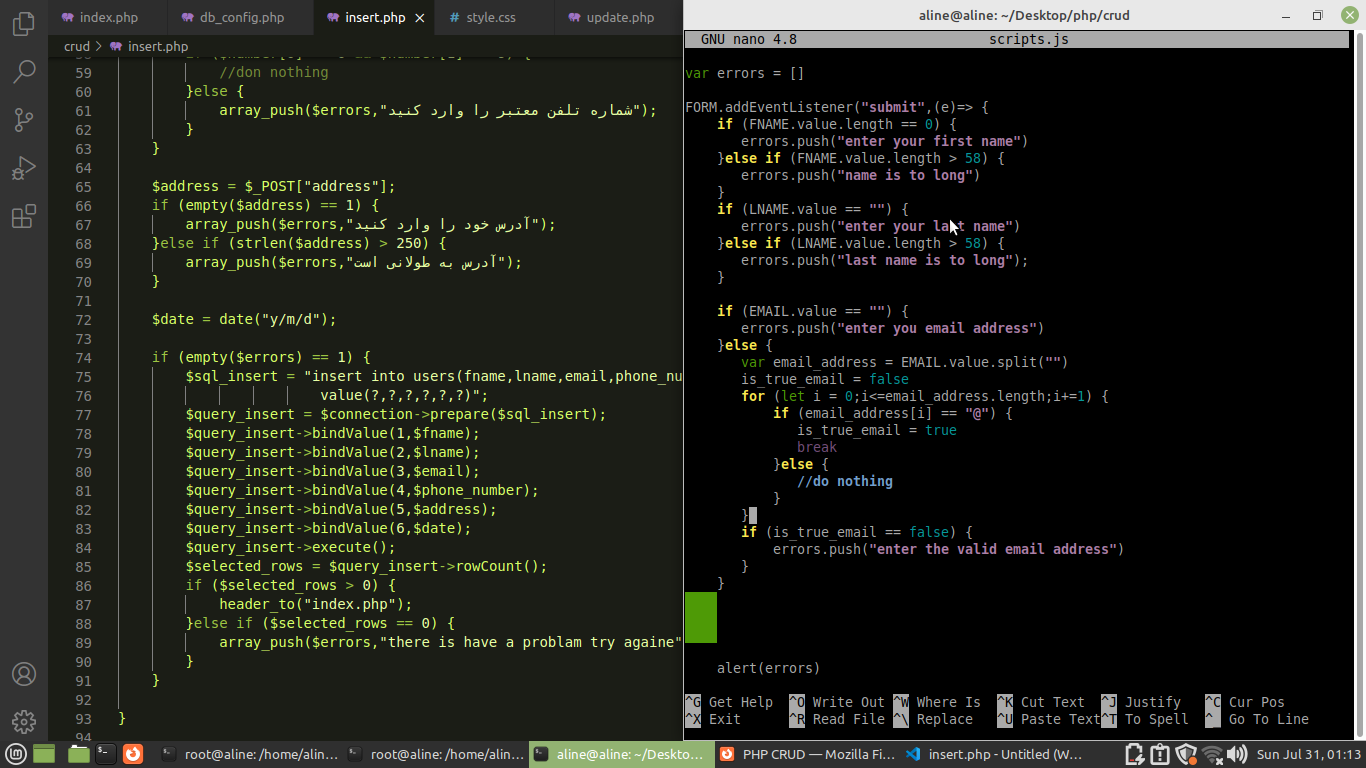 index.php
db_config.php
insert.php
style.css
update.php
crud > insert.php
59 //don nothing
60 }else {
61 array_push($errors,"شماره تلفن معتبر را وارد کنید");
62 }
63 }
64
65 $address = $_POST["address"];
66 if (empty($address) == 1) {
67 array_push($errors,"آدرس خود را وارد کنید");
68 }else if (strlen($address) > 250) {
69 array_push($errors,"آدرس به طولانی است");
70 }
71
72 $date = date("y/m/d");
73
74 if (empty($errors) == 1) {
75 $sql_insert = "insert into users(fname,lname,email,phone_nu
76 value(?,?,?,?,?,?)";
77 $query_insert = $connection->prepare($sql_insert);
78 $query_insert->bindValue(1,$fname);
79 $query_insert->bindValue(2,$lname);
80 $query_insert->bindValue(3,$email);
81 $query_insert->bindValue(4,$phone_number);
82 $query_insert->bindValue(5,$address);
83 $query_insert->bindValue(6,$date);
84 $query_insert->execute();
85 $selected_rows = $query_insert->rowCount();
86 if ($selected_rows > 0) {
87 header_to("index.php");
88 }else if ($selected_rows == 0) {
89 array_push($errors,"there is have a problam try againe"
90 }
91 }
92
93 }
94
aline@aline: ~/Desktop/php/crud
GNU nano 4.8 scripts.js
var errors = []
FORM.addEventListener("submit",(e)=> {
if (FNAME.value.length == 0) {
errors.push("enter your first name")
}else if (FNAME.value.length > 58) {
errors.push("name is to long")
}
if (LNAME.value == "") {
errors.push("enter your last name")
}else if (LNAME.value.length > 58) {
errors.push("last name is to long");
}
if (EMAIL.value == "") {
errors.push("enter you email address")
}else {
var email_address = EMAIL.value.split("")
is_true_email = false
for (let i = 0;i<=email_address.length;i+=1) {
if (email_address[i] == "@") {
is_true_email = true
break
}else {
//do nothing
}
}
if (is_true_email == false) {
errors.push("enter the valid email address")
}
}
alert(errors)
^G Get Help ^O Write Out ^W Where Is ^K Cut Text ^J Justify ^C Cur Pos
^X Exit ^R Read File ^\ Replace ^U Paste Text ^T To Spell ^_ Go To Line
root@aline: /home/alin...
root@aline: /home/alin...
aline@aline: ~/Deskto...
PHP CRUD — Mozilla Fi...
insert.php - Untitled (W...
Sun Jul 31, 01:13